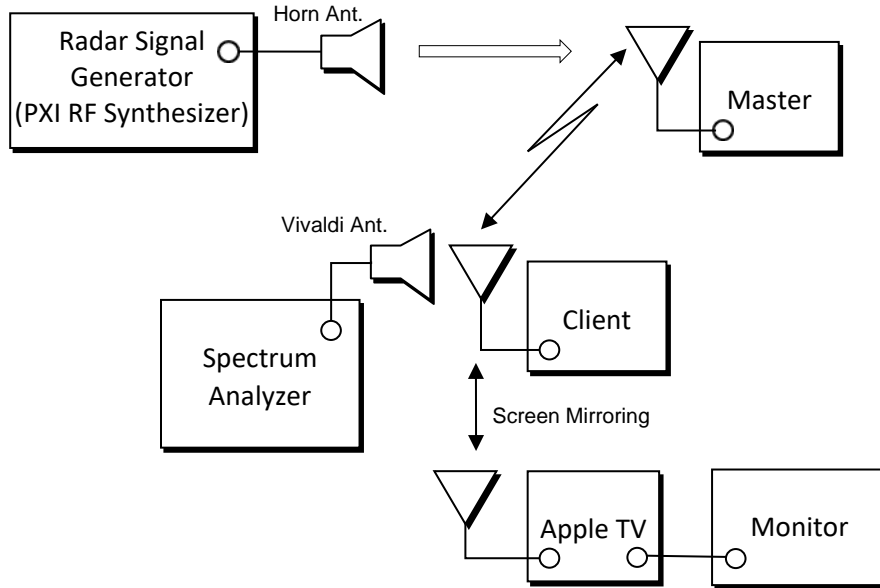 Horn Ant.
Radar Signal
Generator
(PXI RF Synthesizer)
Master
Vivaldi Ant.
Client
Spectrum
Analyzer
Screen Mirroring
Apple TV
Monitor